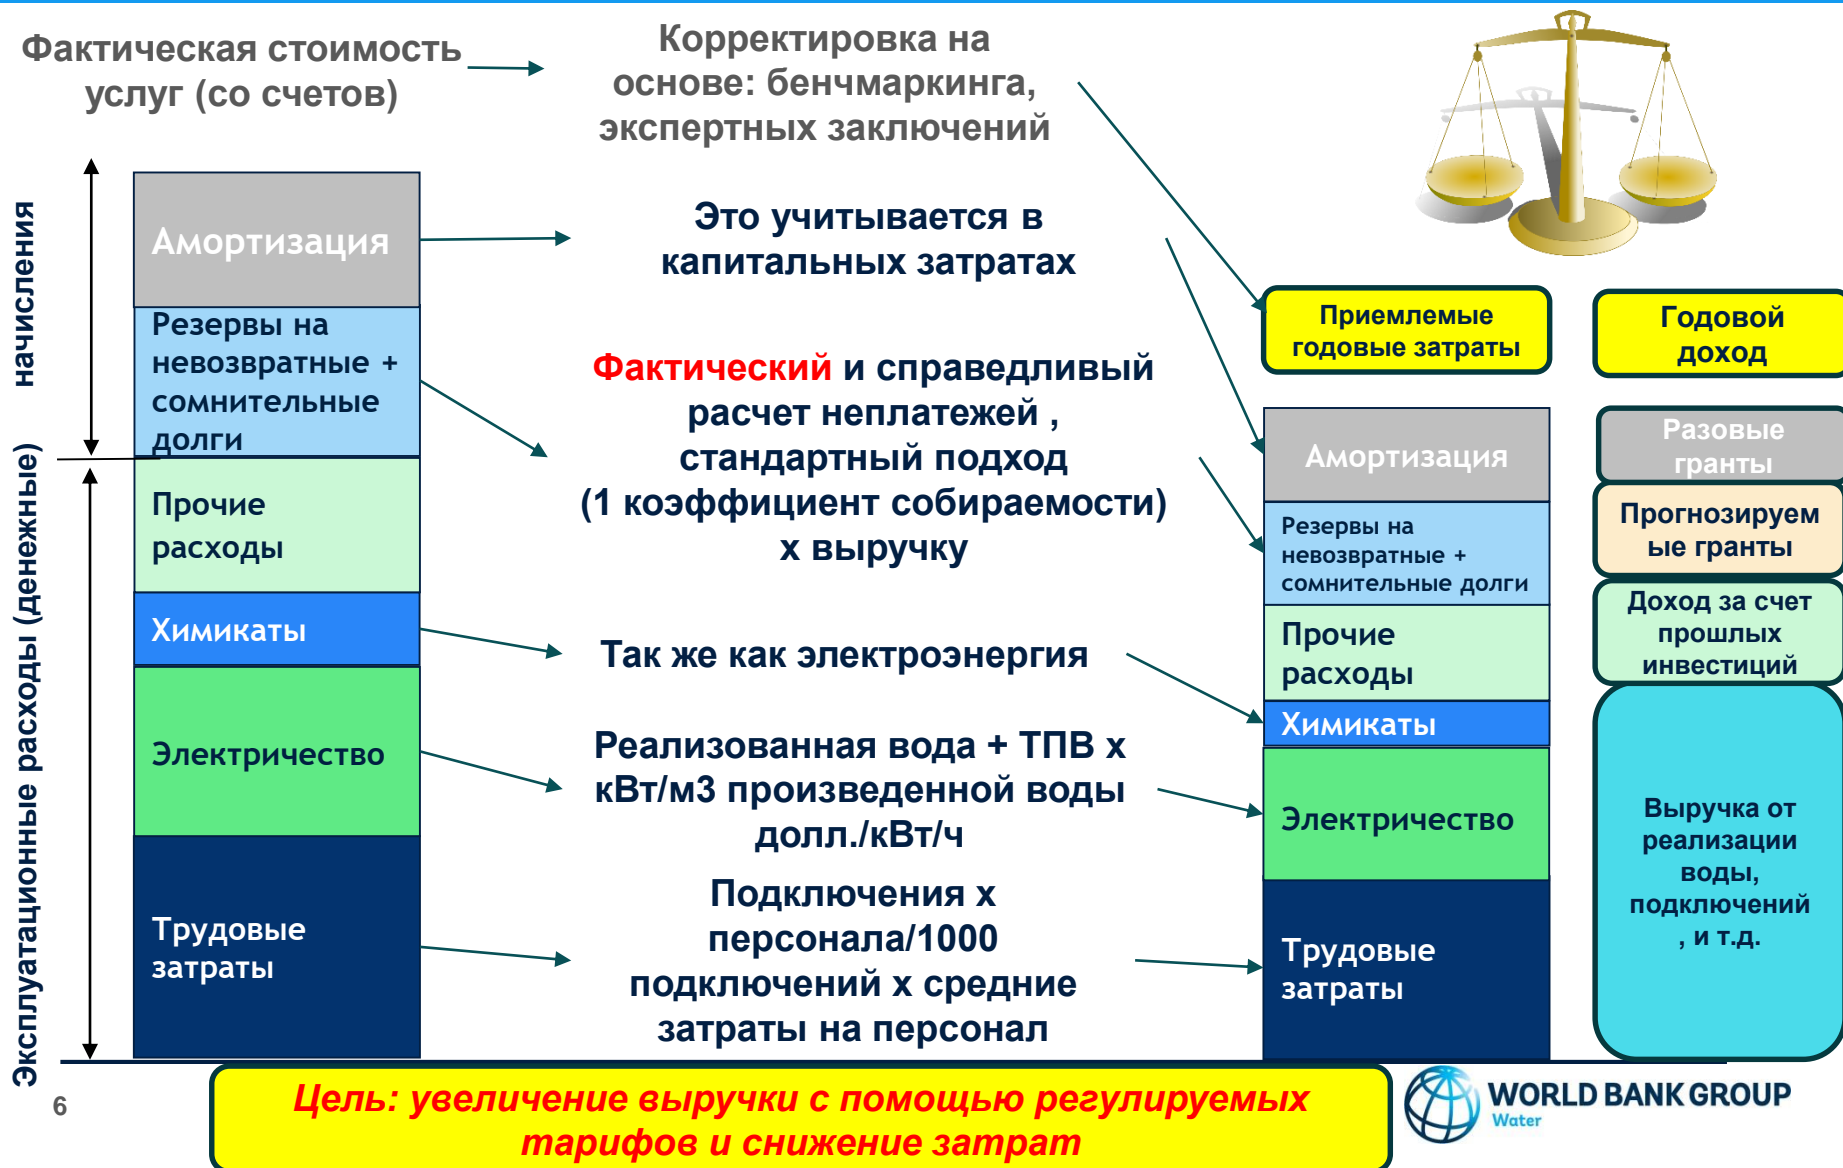 Фактическая стоимость
услуг (со счетов)
Корректировка на
основе: бенчмаркинга,
экспертных заключений
начисления
Эксплуатационные расходы (денежные)
Амортизация
Резервы на
невозвратные +
сомнительные
долги
Прочие
расходы
Химикаты
Электричество
Трудовые
затраты
Это учитывается в
капитальных затратах
Фактический и справедливый
расчет неплатежей ,
стандартный подход
(1 коэффициент собираемости)
х выручку
Так же как электроэнергия
Реализованная вода + ТПВ х
кВт/м3 произведенной воды
долл./кВт/ч
Подключения х
персонала/1000
подключений х средние
затраты на персонал
Приемлемые
годовые затраты
Амортизация
Резервы на
невозвратные +
сомнительные долги
Прочие
расходы
Химикаты
Электричество
Трудовые
затраты
Годовой
доход
Разовые
гранты
Прогнозируем
ые гранты
Доход за счет
прошлых
инвестиций
Выручка от
реализации
воды,
подключений
, и т.д.
6
Цель: увеличение выручки с помощью регулируемых
тарифов и снижение затрат
WORLD BANK GROUP
Water